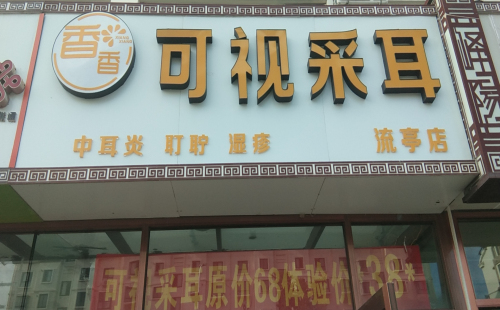 香香
可视采耳
中耳炎 耵聍 湿疹 流亭店
可视采耳原价68体验价38*